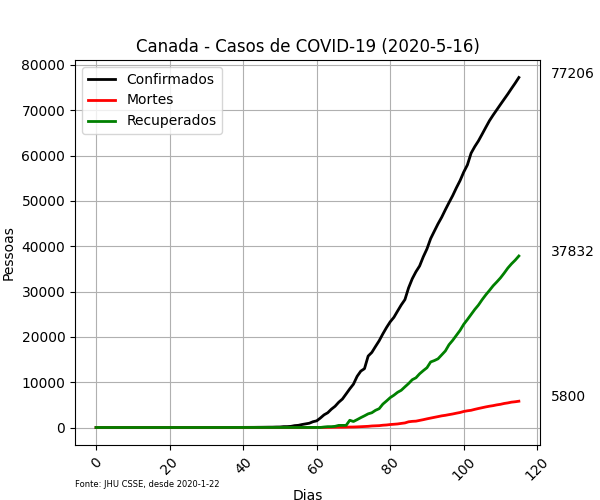 Canada - Casos de COVID-19 (2020-5-16)
80000
70000
60000
50000
40000
30000
20000
10000
0
Pessoas
Confirmados
Mortes
Recuperados
77206
37832
5800
0
20
40
60
80
100
120
Dias
Fonte: JHU CSSE, desde 2020-1-22